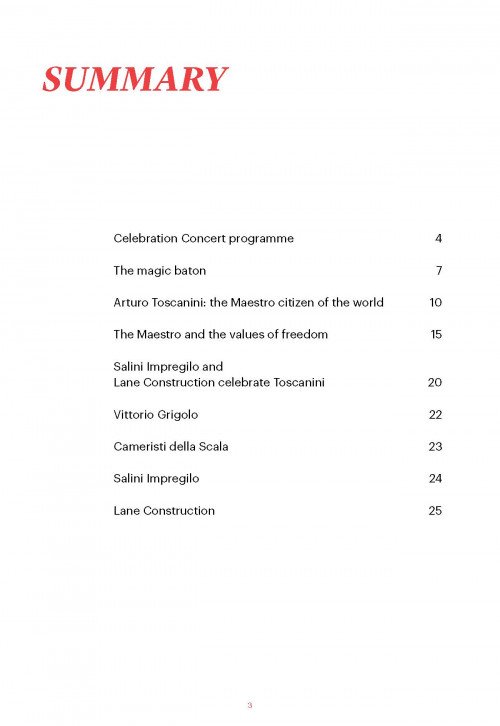 SUMMARY
Celebration Concert programme 4
The magic baton 7
Arturo Toscanini: the Maestro citizen of the world 10
The Maestro and the values of freedom 15
Salini Impregilo and
Lane Construction celebrate Toscanini 20
Vittorio Grigolo 22
Cameristi della Scala 23
Salini Impregilo 24
Lane Construction 25
3